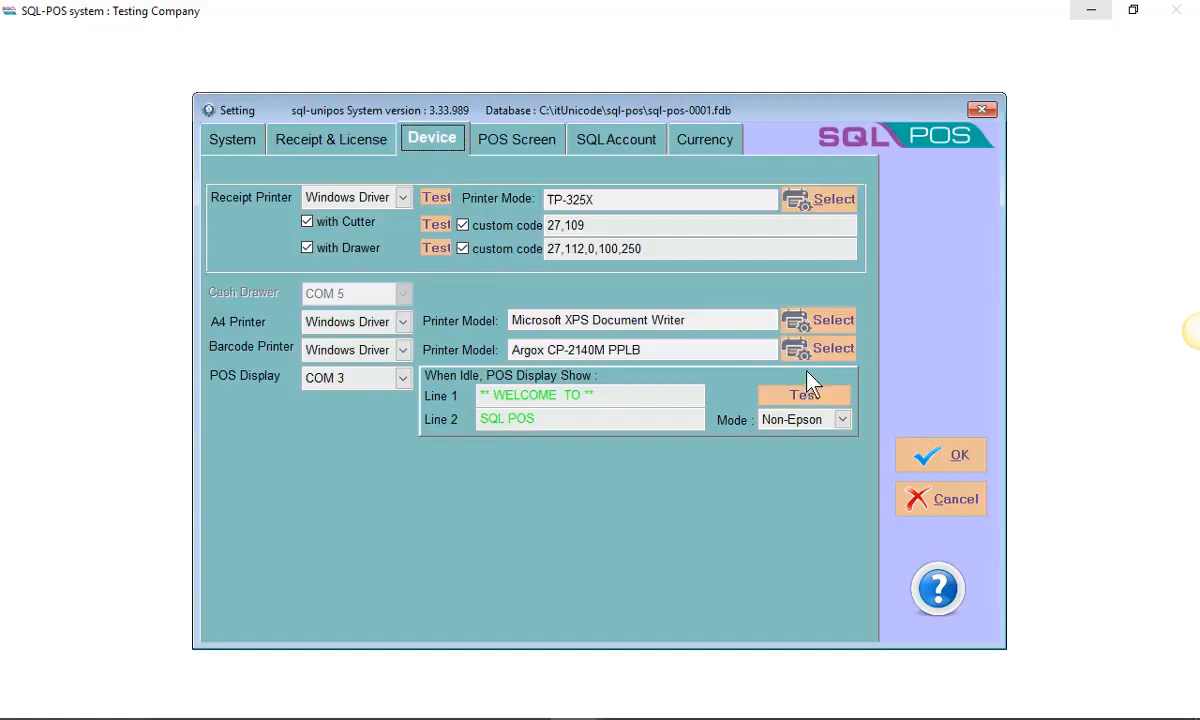 SQL-POS system : Testing Company
Setting sql-unipos System version : 3.33.989 Database : C:\itUnicode\sql-pos\sql-pos-0001.fdb
System Receipt & License Device POS Screen SQL Account Currency SQL POS
Receipt Printer Windows Driver Test Printer Mode: TP-325X Select
with Cutter Test custom code 27,109
with Drawer Test custom code 27,112,0,100,250
Cash Drawer COM 5
A4 Printer Windows Driver Printer Model: Microsoft XPS Document Writer Select
Barcode Printer Windows Driver Printer Model: Argox CP-2140M PPLB Select
POS Display COM 3 When Idle, POS Display Show :
Line 1 ** WELCOME TO ** Test
Line 2 SQL POS Mode : Non-Epson
OK
Cancel
?